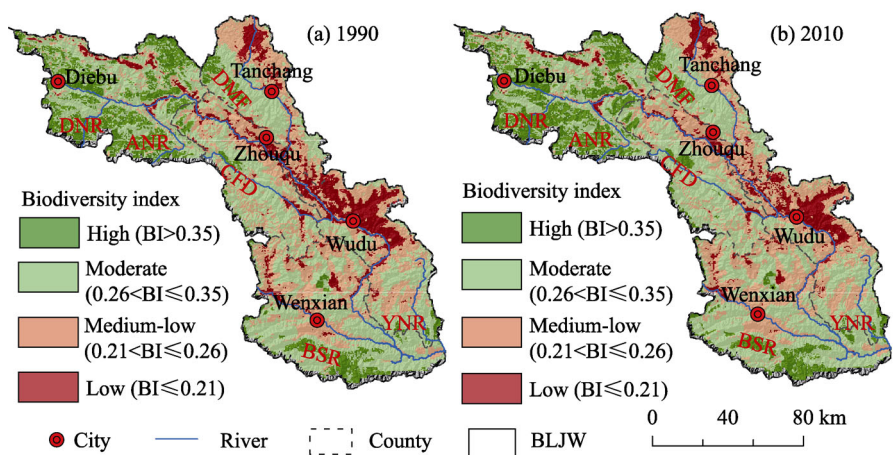 (a) 1990
Diebu
Tanchang
DMF
DNR
ANR
Zhouqu
CFD
Wudu
Wenxian
YNR
BSR
Biodiversity index
High (BI>0.35)
Moderate
(0.26<BI≤0.35)
Medium-low
(0.21<BI≤0.26)
Low (BI≤0.21)
(b) 2010
Diebu
Tanchang
DMF
DNR
ANR
Zhouqu
CFD
Wudu
Wenxian
YNR
BSR
Biodiversity index
High (BI>0.35)
Moderate
(0.26<BI≤0.35)
Medium-low
(0.21<BI≤0.26)
Low (BI≤0.21)
0 40 80 km
City River County BLJW